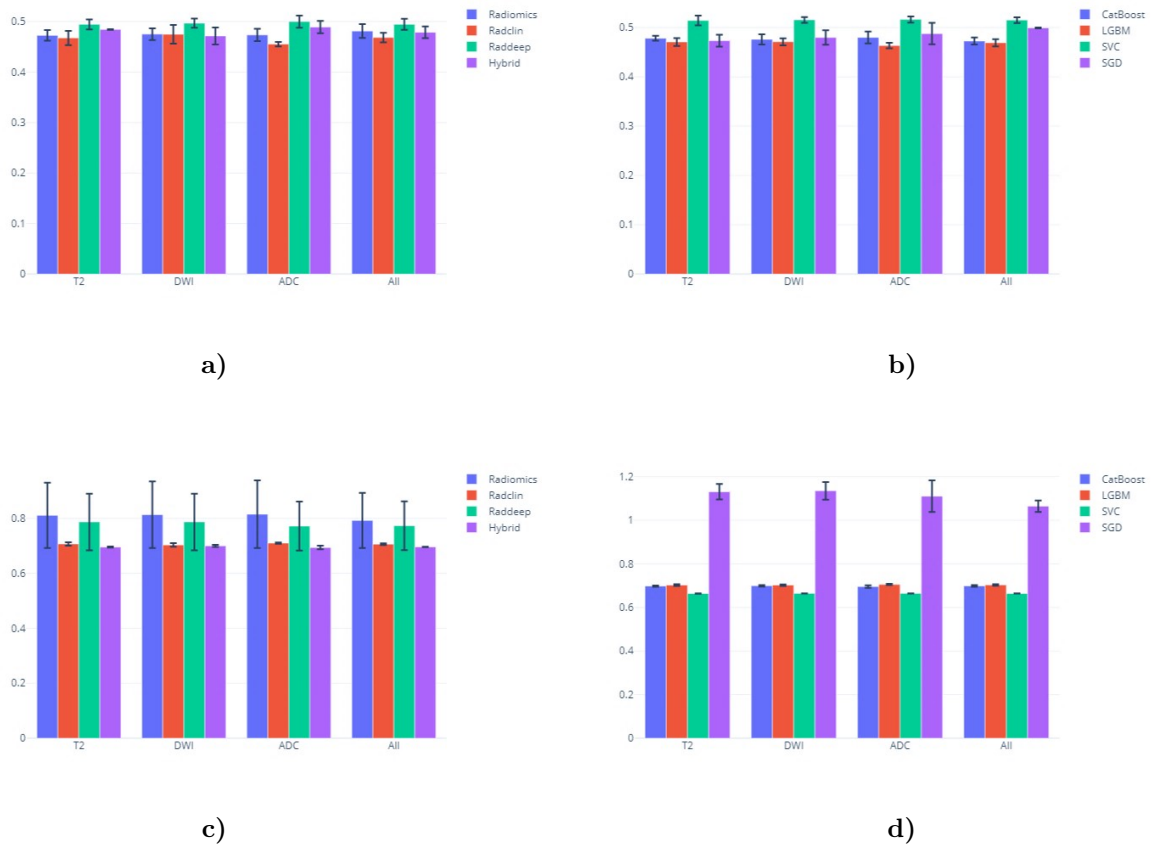 0.5
0.4
0.3
0.2
0.1
0
T2
DWI
ADC
All
Radiomics
Radclin
Raddeep
Hybrid
a)
0.5
0.4
0.3
0.2
0.1
0
T2
DWI
ADC
All
CatBoost
LGBM
SVC
SGD
b)
0.8
0.6
0.4
0.2
0
T2
DWI
ADC
All
Radiomics
Radclin
Raddeep
Hybrid
c)
1.2
1
0.8
0.6
0.4
0.2
0
T2
DWI
ADC
All
CatBoost
LGBM
SVC
SGD
d)